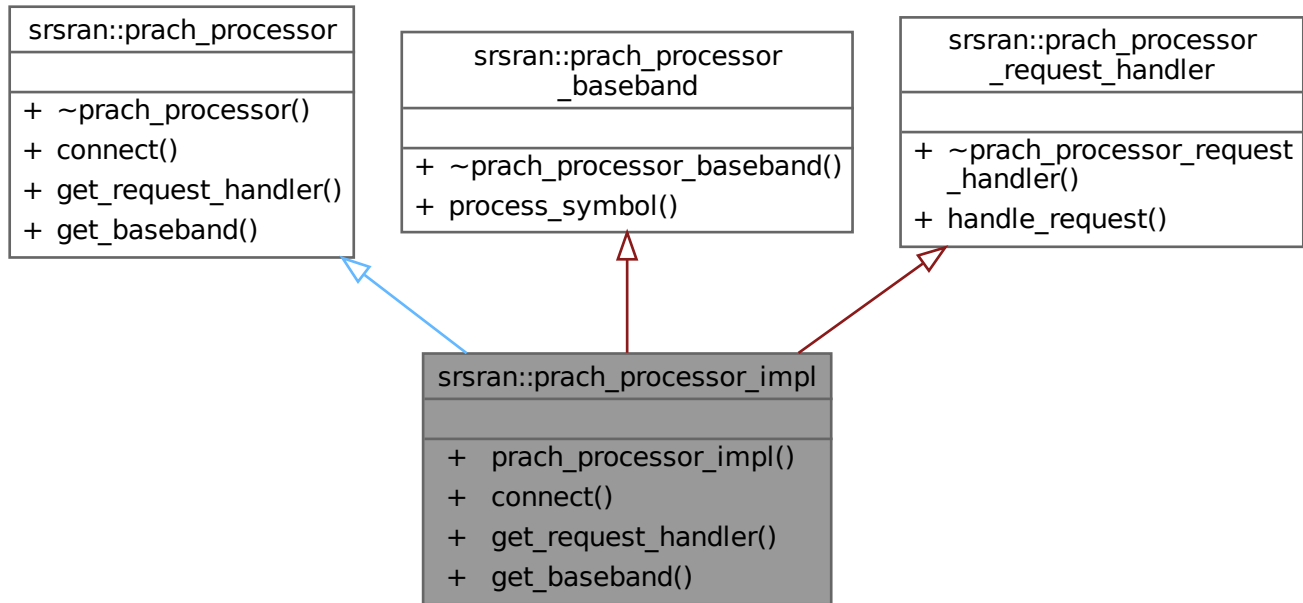 srsran::prach_processor
+ ~prach_processor()
+ connect()
+ get_request_handler()
+ get_baseband()
srsran::prach_processor
_baseband
+ ~prach_processor_baseband()
+ process_symbol()
srsran::prach_processor
_request_handler
+ ~prach_processor_request
_handler()
+ handle_request()
srsran::prach_processor_impl
+ prach_processor_impl()
+ connect()
+ get_request_handler()
+ get_baseband()